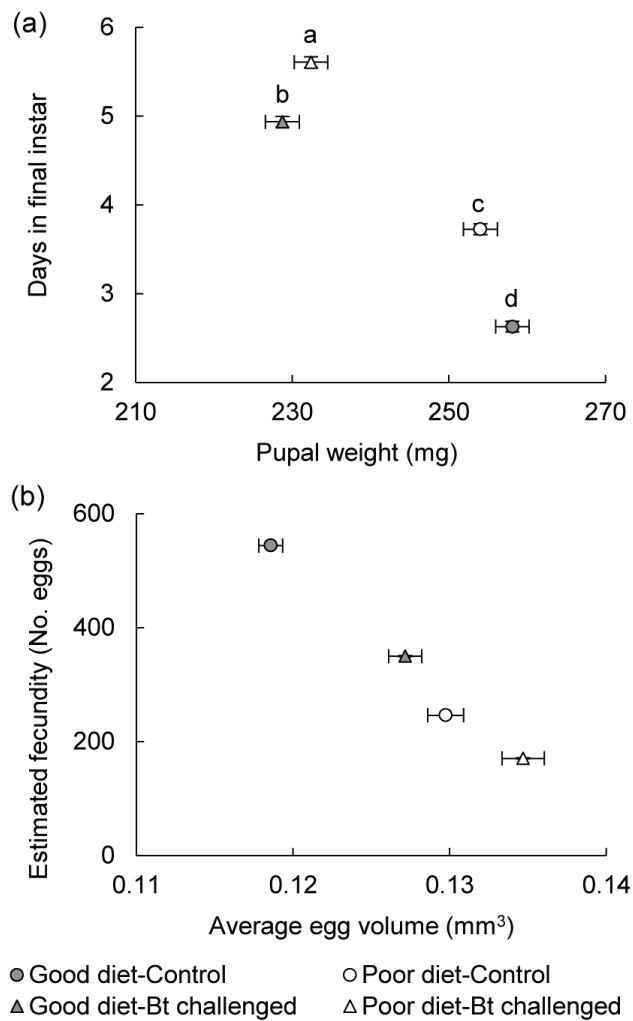 (a)
6
5
4
3
2
Days in final instar
a
b
c
d
210 230 250 270
Pupal weight (mg)
(b)
600
400
200
0
Estimated fecundity (No. eggs)
0.11 0.12 0.13 0.14
Average egg volume (mm³)
Good diet-Control Poor diet-Control
Good diet-Bt challenged Poor diet-Bt challenged